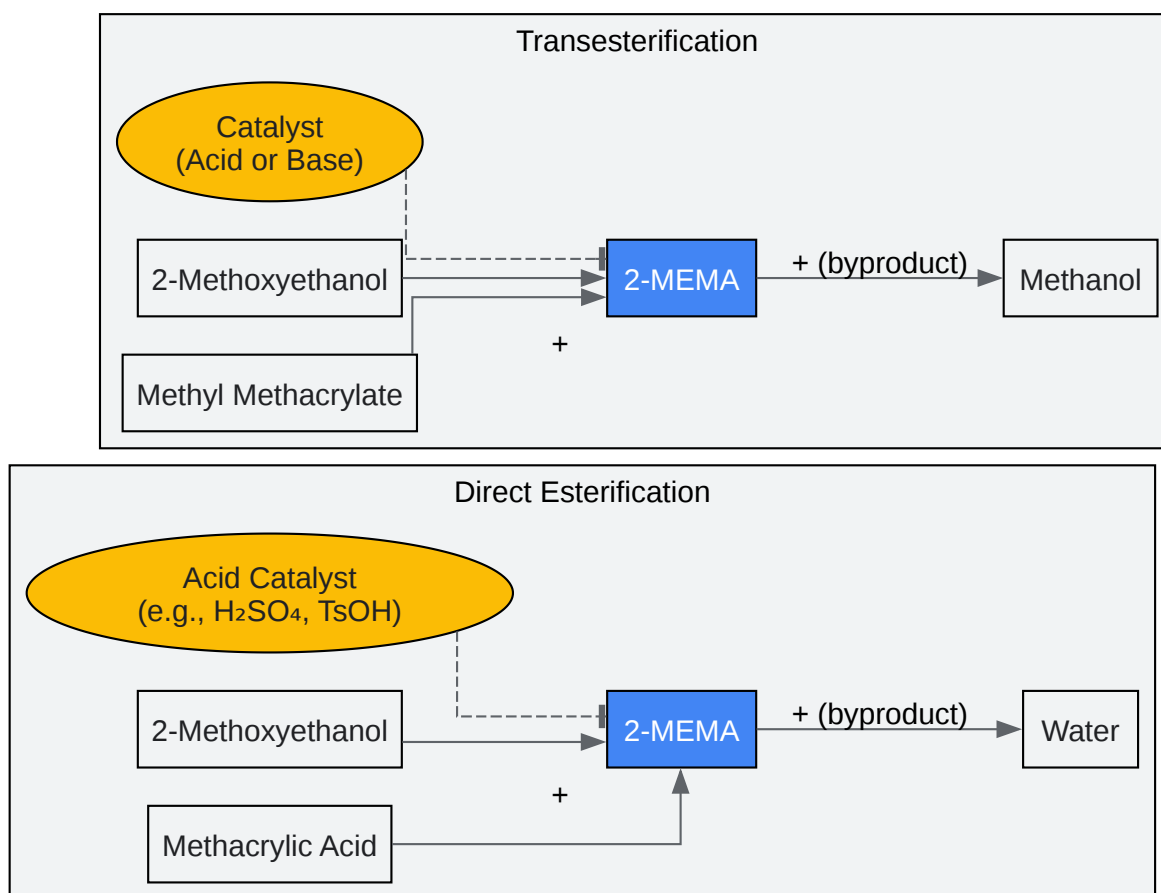 Transesterification
Catalyst
(Acid or Base)
2-Methoxyethanol
2-MEMA
+ (byproduct)
Methanol
+
Methyl Methacrylate
Direct Esterification
Acid Catalyst
(e.g., H₂SO₄, TsOH)
2-Methoxyethanol
2-MEMA
+ (byproduct)
Water
+
Methacrylic Acid